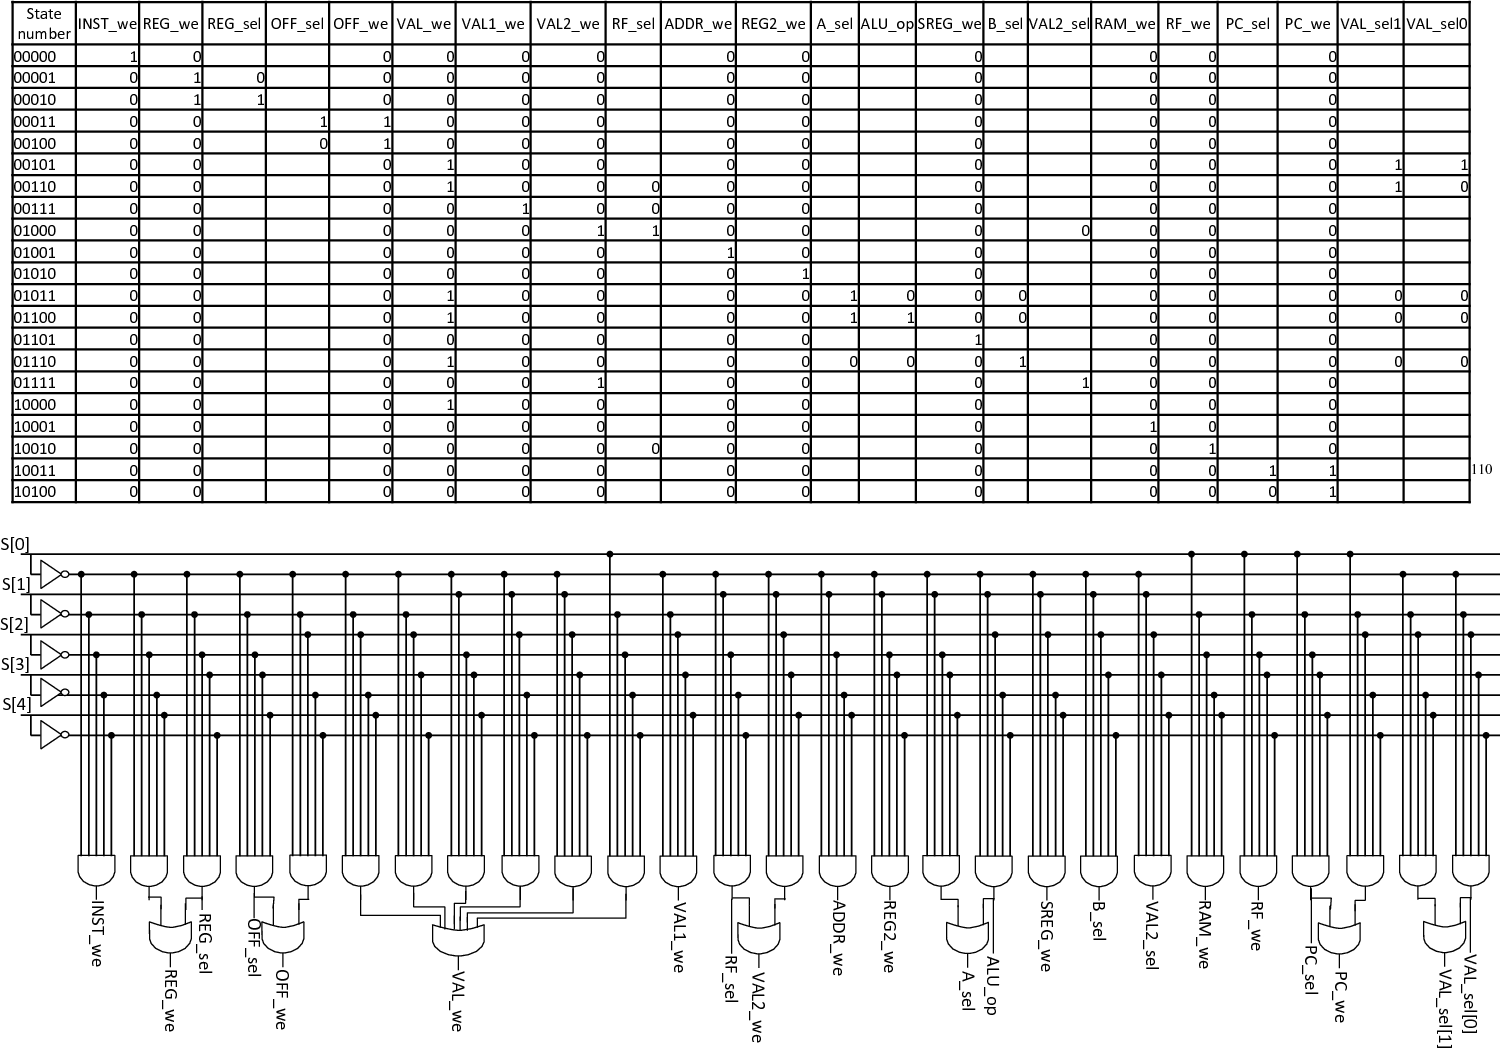 State number INST_we REG_we REG_sel OFF_sel OFF_we VAL_we VAL1_we VAL2_we RF_sel ADDR_we REG2_we A_sel ALU_op SREG_we B_sel VAL2_sel RAM_we RF_we PC_sel PC_we VAL_sel1 VAL_sel0
00000 1 0 0 0 0 0 0 0 0 0 0 0
00001 0 1 0 0 0 0 0 0 0 0 0 0 0
00010 0 1 1 0 0 0 0 0 0 0 0 0 0
00011 0 0 1 1 0 0 0 0 0 0 0 0 0
00100 0 0 0 1 0 0 0 0 0 0 0 0 0
00101 0 0 0 1 0 0 0 0 0 0 0 0 1 1
00110 0 0 0 1 0 0 0 0 0 0 0 0 0 1 0
00111 0 0 0 0 1 0 0 0 0 0 0 0 0
01000 0 0 0 0 0 1 1 0 0 0 0 0 0 0
01001 0 0 0 0 0 0 1 0 0 0 0 0
01010 0 0 0 0 0 0 0 1 0 0 0 0
01011 0 0 0 1 0 0 0 0 1 0 0 0 0 0 0 0 0
01100 0 0 0 1 0 0 0 0 1 1 0 0 0 0 0 0 0
01101 0 0 0 0 0 0 0 0 1 0 0 0
01110 0 0 0 1 0 0 0 0 0 0 0 1 0 0 0 0 0
01111 0 0 0 0 0 1 0 0 0 1 0 0 0
10000 0 0 0 1 0 0 0 0 0 0 0 0
10001 0 0 0 0 0 0 0 0 0 1 0 0
10010 0 0 0 0 0 0 0 0 0 0 0 1 0
10011 0 0 0 0 0 0 0 0 0 0 0 1 1
110
10100 0 0 0 0 0 0 0 0 0 0 0 0 1
S[0]
S[1]
S[2]
S[3]
S[4]
INST_we
REG_we
REG_sel
OFF_sel
OFF_we
VAL_we
VAL1_we
RF_sel
VAL2_we
ADDR_we
REG2_we
A_sel
ALU_op
SREG_we
B_sel
VAL2_sel
RAM_we
RF_we
PC_sel
PC_we
VAL_sel[1]
VAL_sel[0]